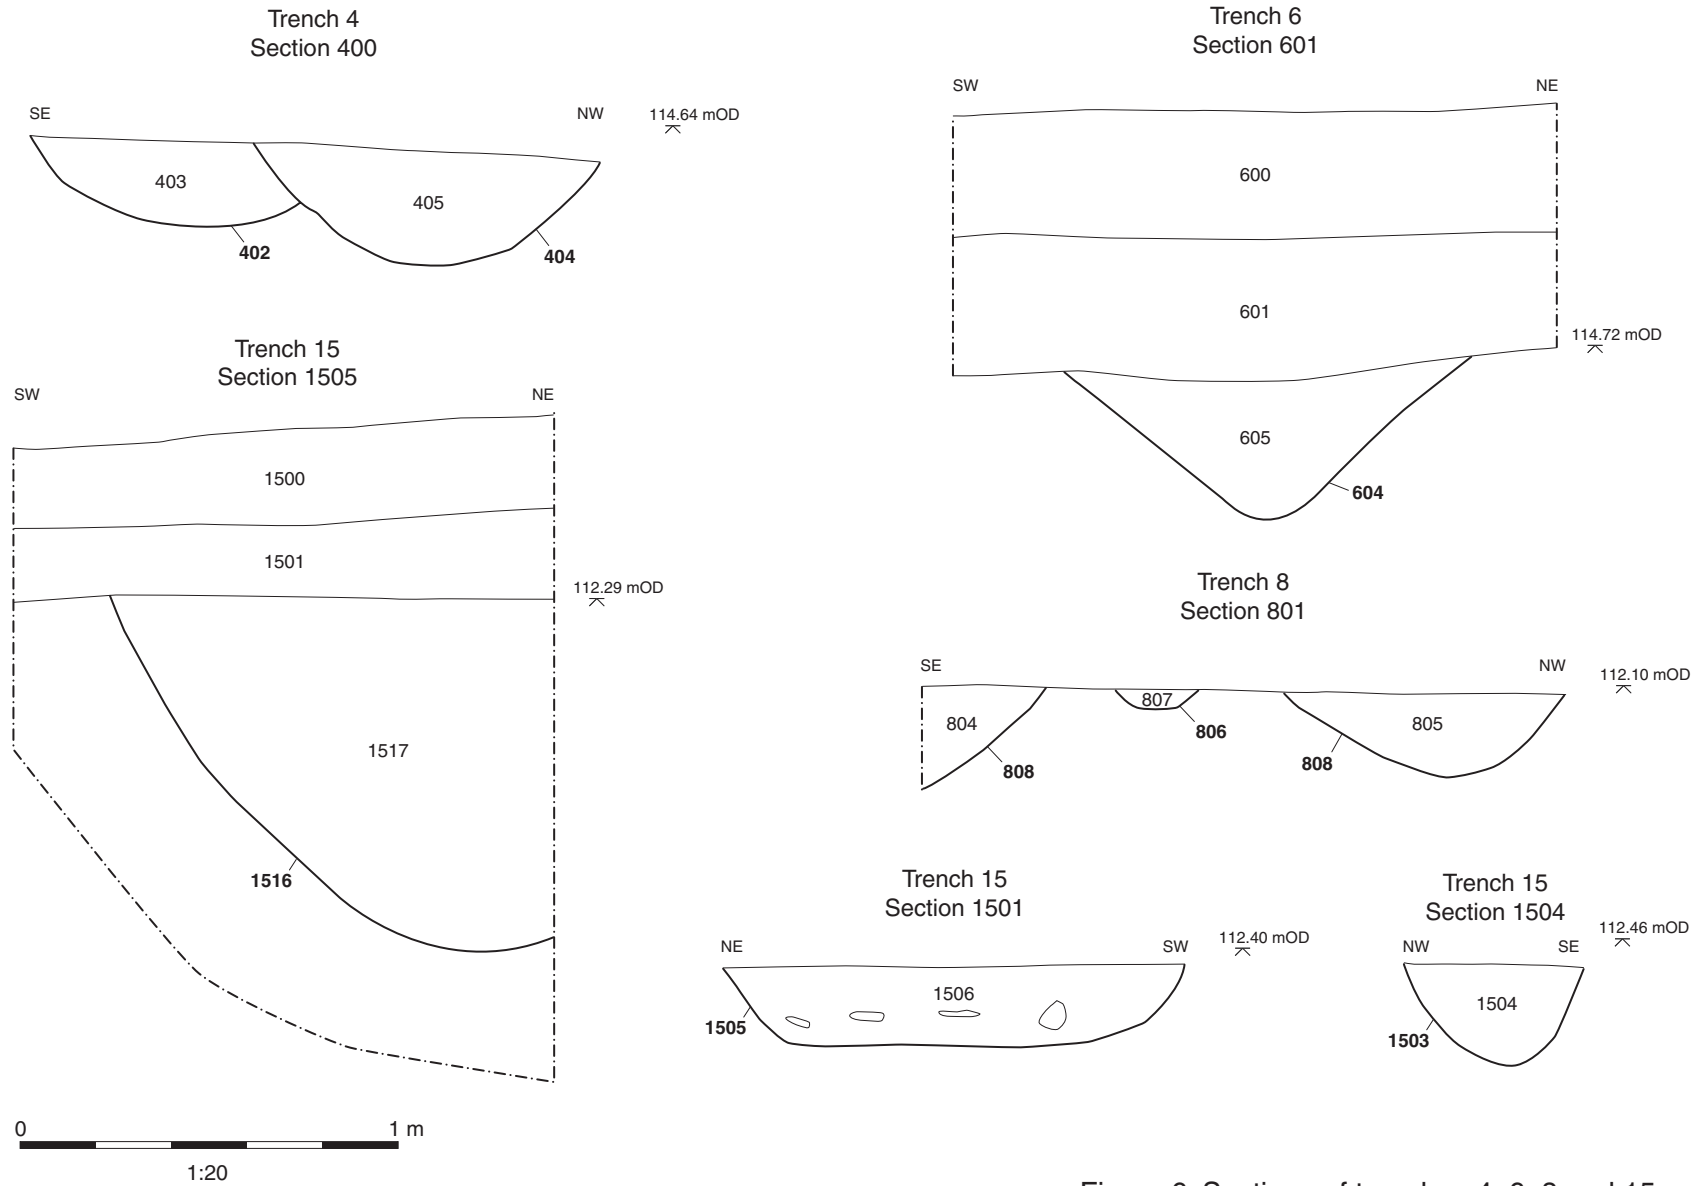 Trench 4
Section 400
SE
NW
114.64 mOD
403
405
402
404
Trench 6
Section 601
SW
NE
600
601
114.72 mOD
605
604
Trench 15
Section 1505
SW
NE
1500
1501
112.29 mOD
1517
1516
Trench 8
Section 801
SE
NW
112.10 mOD
804
807
805
806
808
808
Trench 15
Section 1501
NE
SW
112.40 mOD
1506
1505
Trench 15
Section 1504
NW
SE
112.46 mOD
1504
1503
0
1 m
1:20